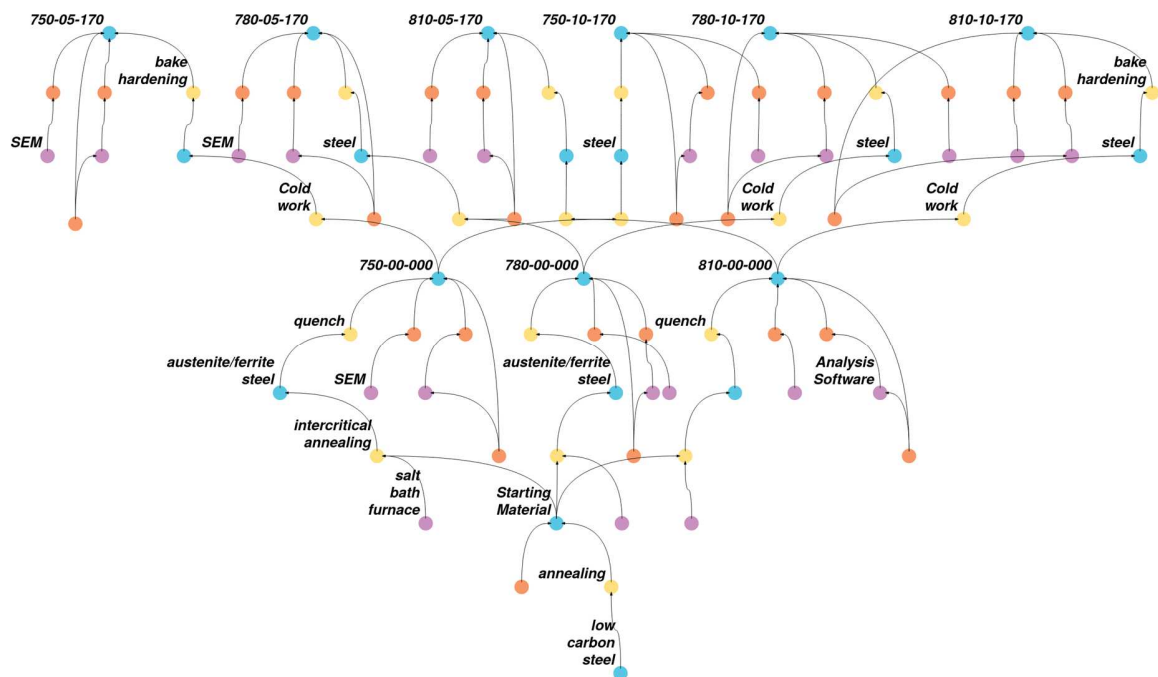 750-05-170
780-05-170
810-05-170
750-10-170
780-10-170
810-10-170
bake
hardening
bake
hardening
SEM
SEM
steel
steel
steel
steel
Cold
work
Cold
work
Cold
work
750-00-000
780-00-000
810-00-000
quench
quench
austenite/ferrite
steel
SEM
austenite/ferrite
steel
Analysis
Software
intercritical
annealing
salt
bath
furnace
Starting
Material
annealing
low
carbon
steel